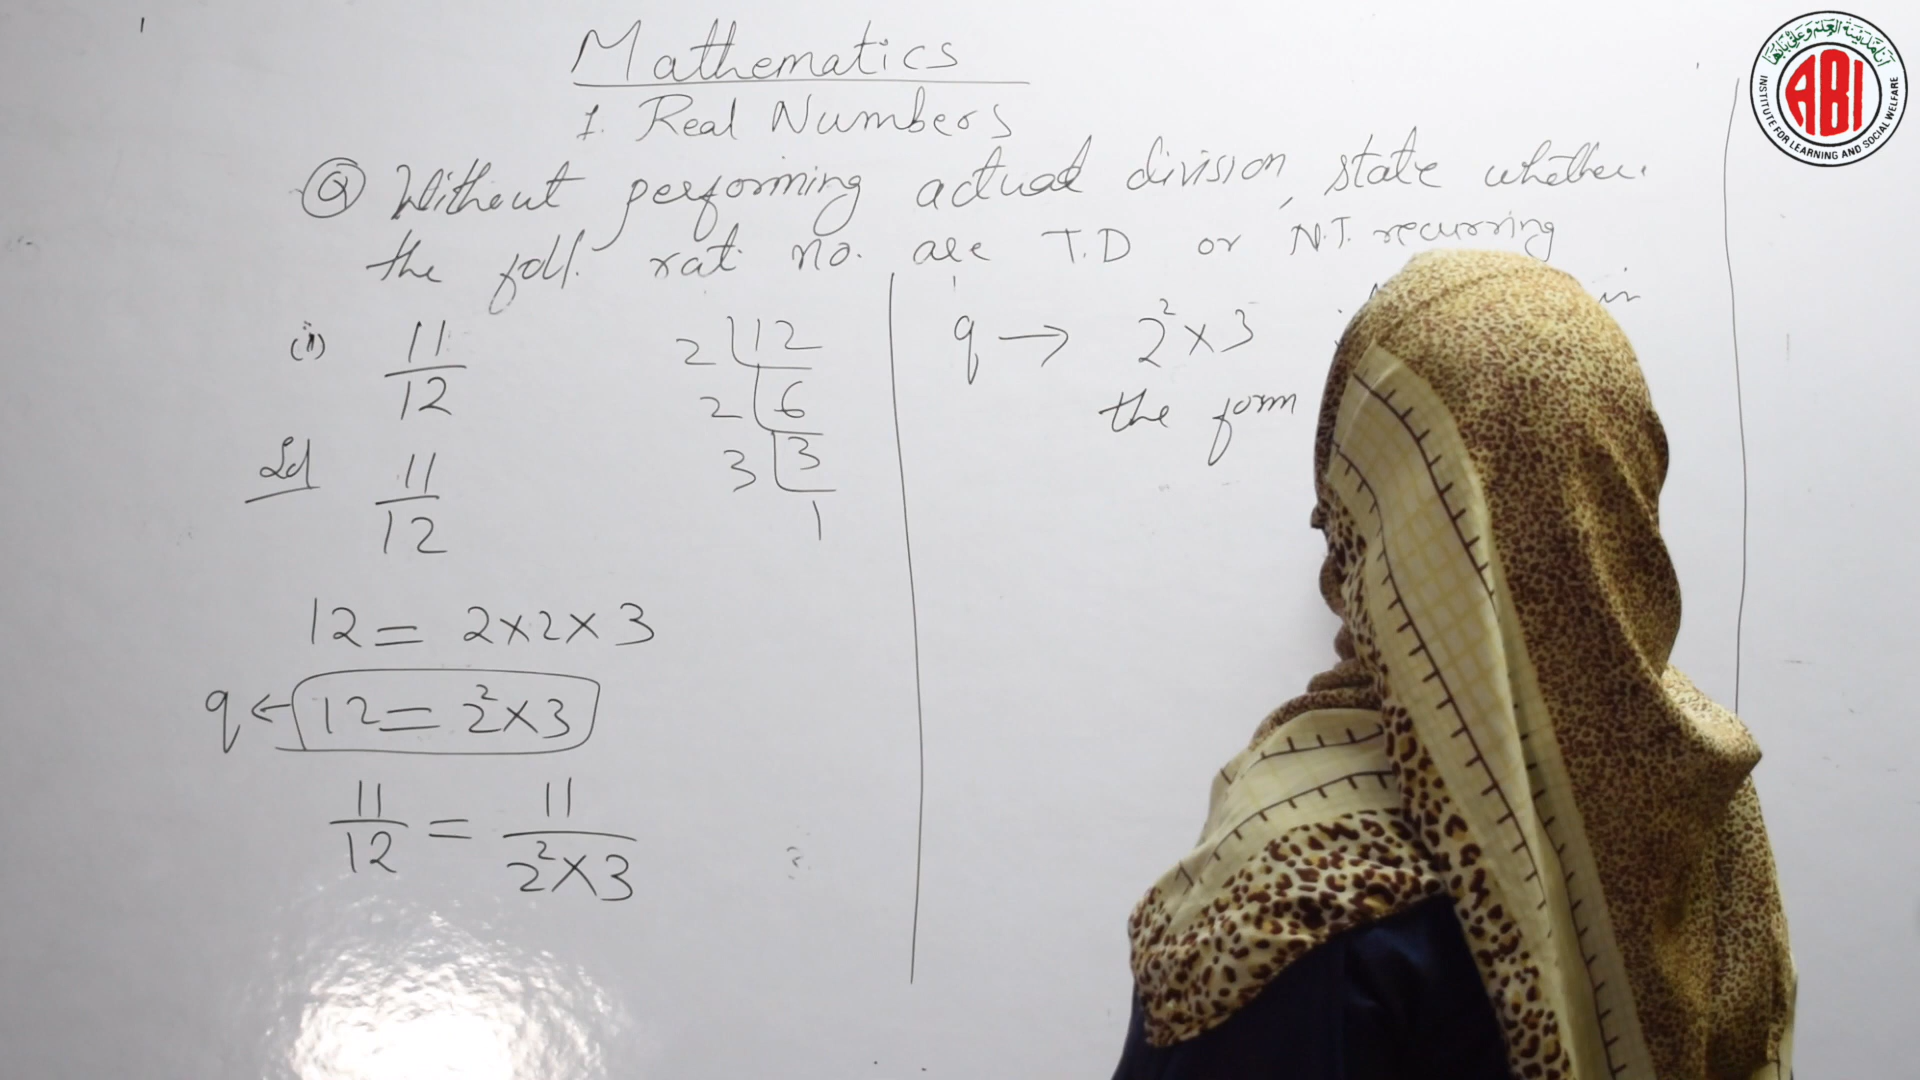 Mathematics
1. Real Numbers
Q Without performing actual division, state whether
the foll. rat. no. are T.D or N.T. recurring
(i) 11/12
Sol 11/12
12 = 2×2×3
q ← 12 = 2²×3
11/12 = 11/2²×3
2 12
2 6
3 3
1
q → 2²×3 in
the form
ABI
INSTITUTE FOR LEARNING AND SOCIAL WELFARE